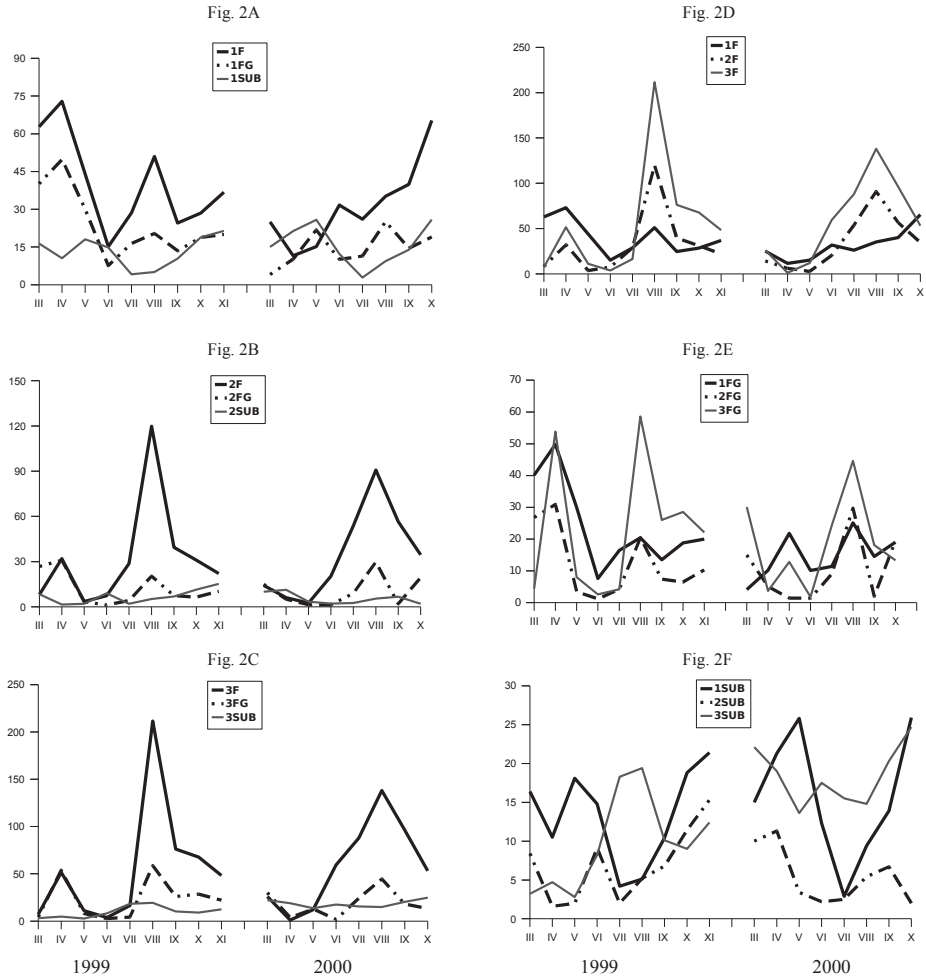 Fig. 2A
90
75
60
45
30
15
0
1F
1FG
1SUB
III IV V VI VII VIII IX X XI III IV V VI VII VIII IX X
Fig. 2B
150
120
90
60
30
0
2F
2FG
2SUB
III IV V VI VII VIII IX X XI III IV V VI VII VIII IX X
Fig. 2C
250
200
150
100
50
0
3F
3FG
3SUB
III IV V VI VII VIII IX X XI III IV V VI VII VIII IX X
1999 2000
Fig. 2D
250
200
150
100
50
0
1F
2F
3F
III IV V VI VII VIII IX X XI III IV V VI VII VIII IX X
Fig. 2E
70
60
50
40
30
20
10
0
1FG
2FG
3FG
III IV V VI VII VIII IX X XI III IV V VI VII VIII IX X
Fig. 2F
30
25
20
15
10
5
0
1SUB
2SUB
3SUB
III IV V VI VII VIII IX X XI III IV V VI VII VIII IX X
1999 2000